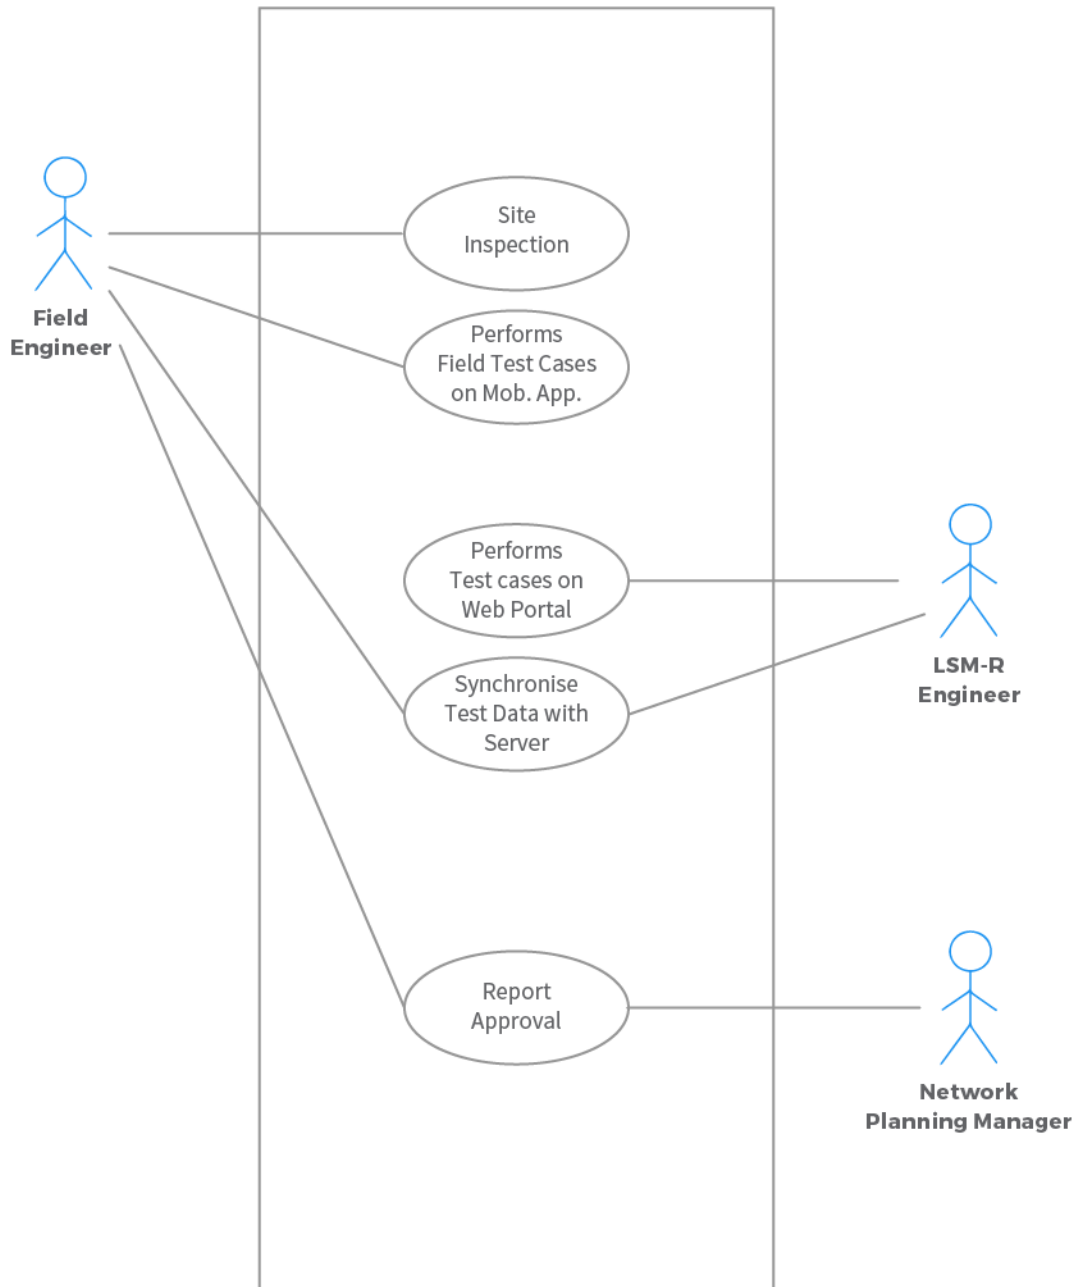 Site
Inspection
Field
Engineer
Performs
Field Test Cases
on Mob. App.
Performs
Test cases on
Web Portal
LSM-R
Engineer
Synchronise
Test Data with
Server
Report
Approval
Network
Planning Manager